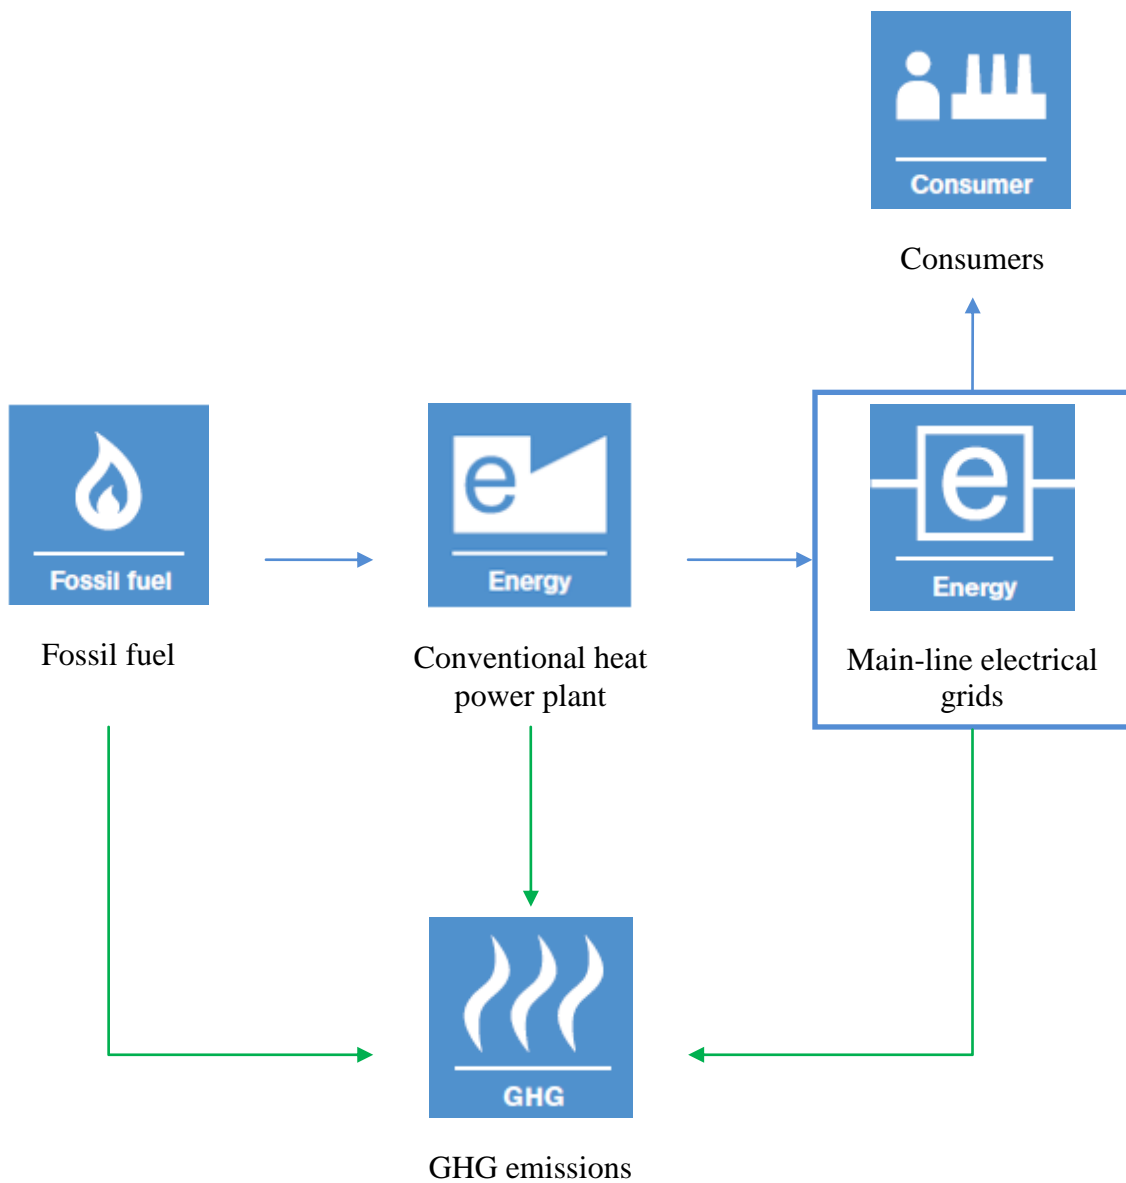 Consumer
Consumers
Fossil fuel
Fossil fuel
e
Energy
Conventional heat
power plant
e
Energy
Main-line electrical
grids
GHG
GHG emissions